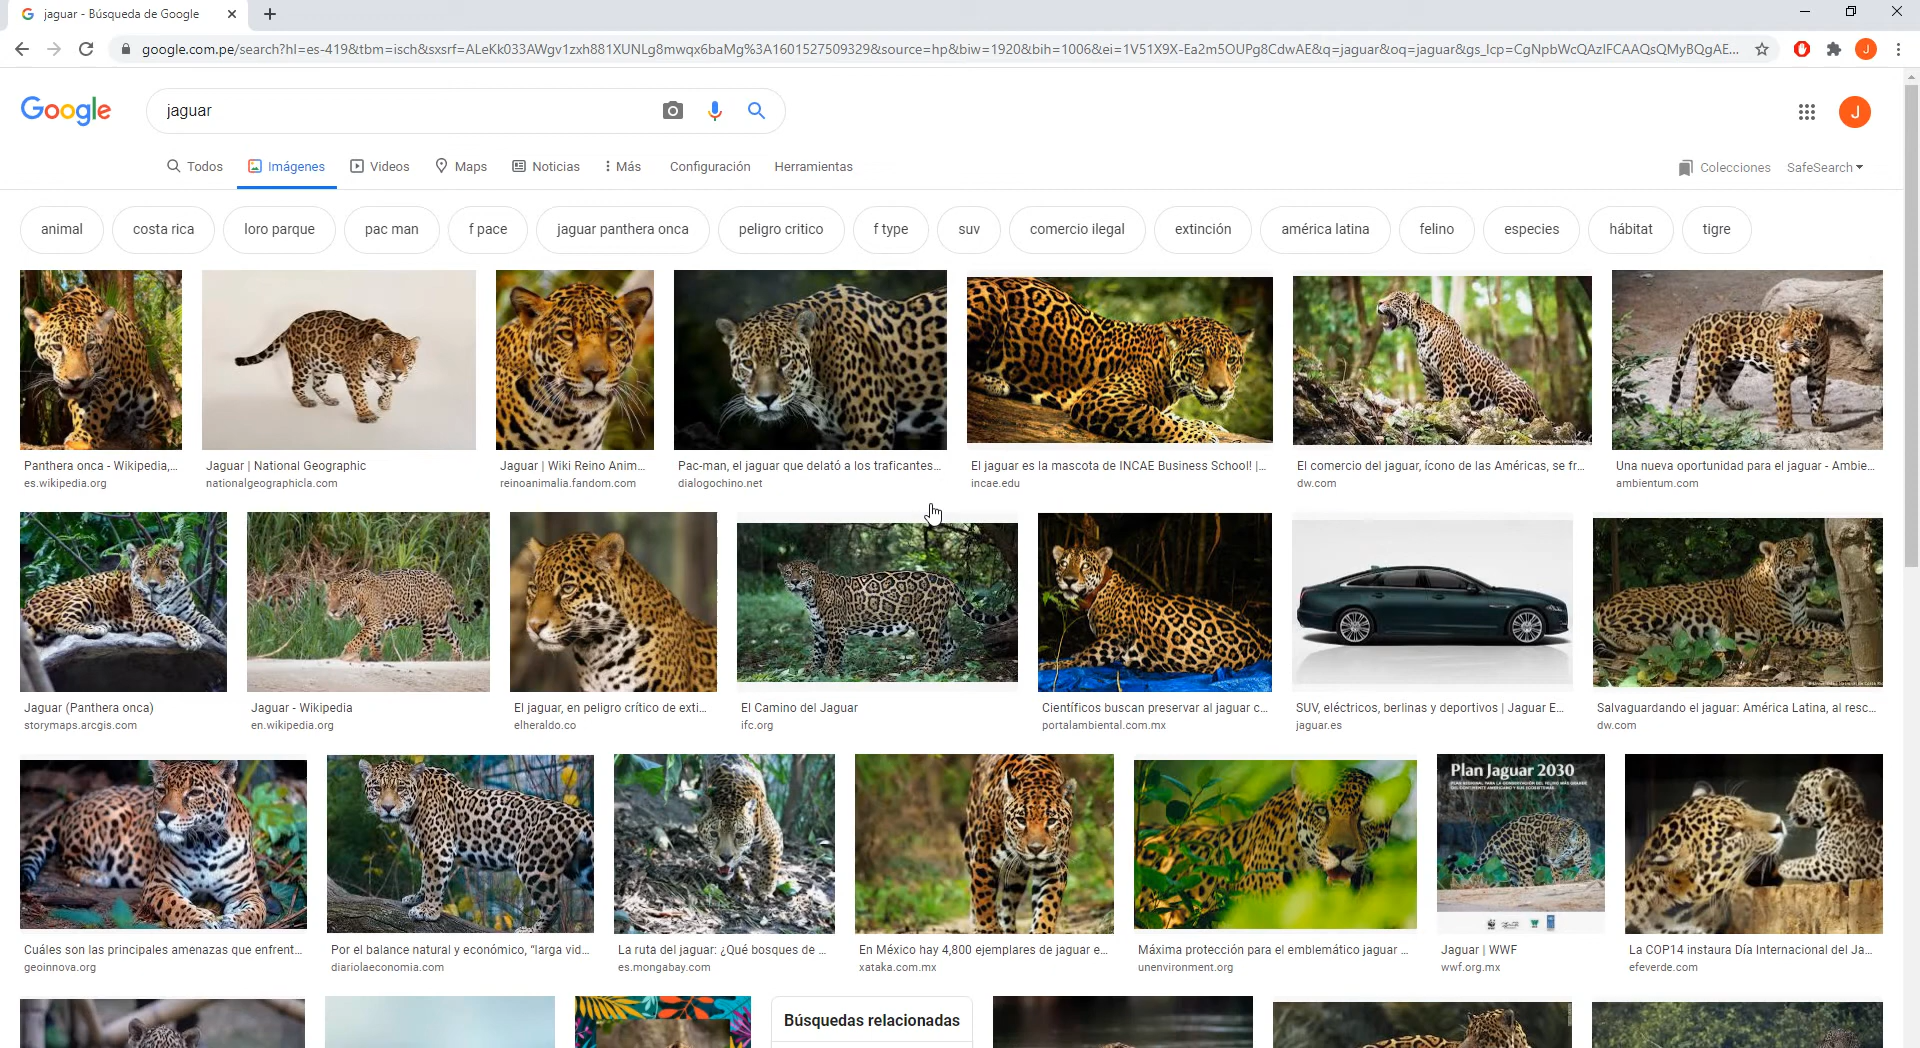 jaguar - Búsqueda de Google
google.com.pe/search?hl=es-419&tbm=isch&sxsrf=ALeKk033AWgv1zxh881XUNLg8mwqx6baMg%3A1601527509329&source=hp&biw=1920&bih=1006&ei=1V51X9X-Ea2m5OUPg8CdwAE&q=jaguar&oq=jaguar&gs_lcp=CgNpbWcQAzIFCAAQsQMyBQgAE...
J
Google
jaguar
J
Todos Imágenes Videos Maps Noticias Más Configuración Herramientas
Colecciones SafeSearch
animal costa rica loro parque pac man f pace jaguar panthera onca peligro critico f type suv comercio ilegal extinción américa latina felino especies hábitat tigre
Panthera onca - Wikipedia,...
es.wikipedia.org
Jaguar | National Geographic
nationalgeographicla.com
Jaguar | Wiki Reino Anim...
reinoanimalia.fandom.com
Pac-man, el jaguar que delató a los traficantes...
dialogochino.net
El jaguar es la mascota de INCAE Business School! |...
incae.edu
El comercio del jaguar, ícono de las Américas, se fr...
dw.com
Una nueva oportunidad para el jaguar - Ambie...
ambientum.com
Jaguar (Panthera onca)
storymaps.arcgis.com
Jaguar - Wikipedia
en.wikipedia.org
El jaguar, en peligro crítico de exti...
elheraldo.co
El Camino del Jaguar
ifc.org
Científicos buscan preservar al jaguar c...
portalambiental.com.mx
SUV, eléctricos, berlinas y deportivos | Jaguar E...
jaguar.es
Salvaguardando el jaguar: América Latina, al resc...
dw.com
Plan Jaguar 2030
Cuáles son las principales amenazas que enfrent...
geoinnova.org
Por el balance natural y económico, "larga vid...
diariolaeconomia.com
La ruta del jaguar: ¿Qué bosques de ...
es.mongabay.com
En México hay 4,800 ejemplares de jaguar e...
xataka.com.mx
Máxima protección para el emblemático jaguar ...
unenvironment.org
Jaguar | WWF
wwf.org.mx
La COP14 instaura Día Internacional del Ja...
efeverde.com
Búsquedas relacionadas